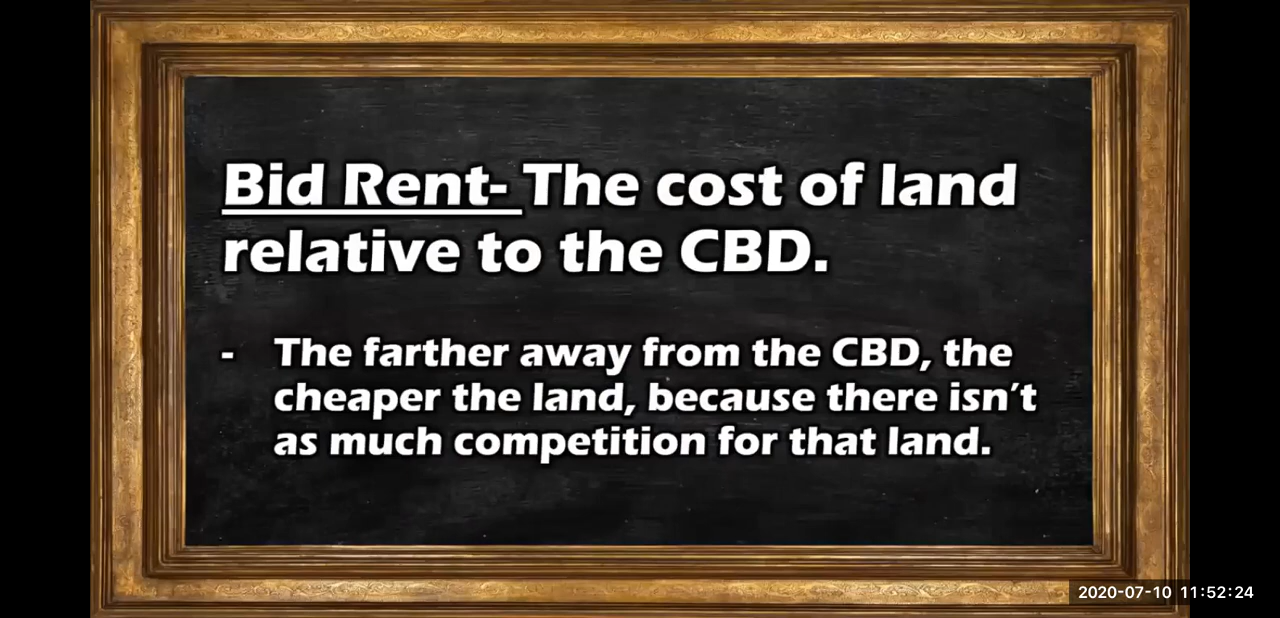 Bid Rent- The cost of land
relative to the CBD.
- The farther away from the CBD, the
cheaper the land, because there isn't
as much competition for that land.
2020-07-10 11:52:24